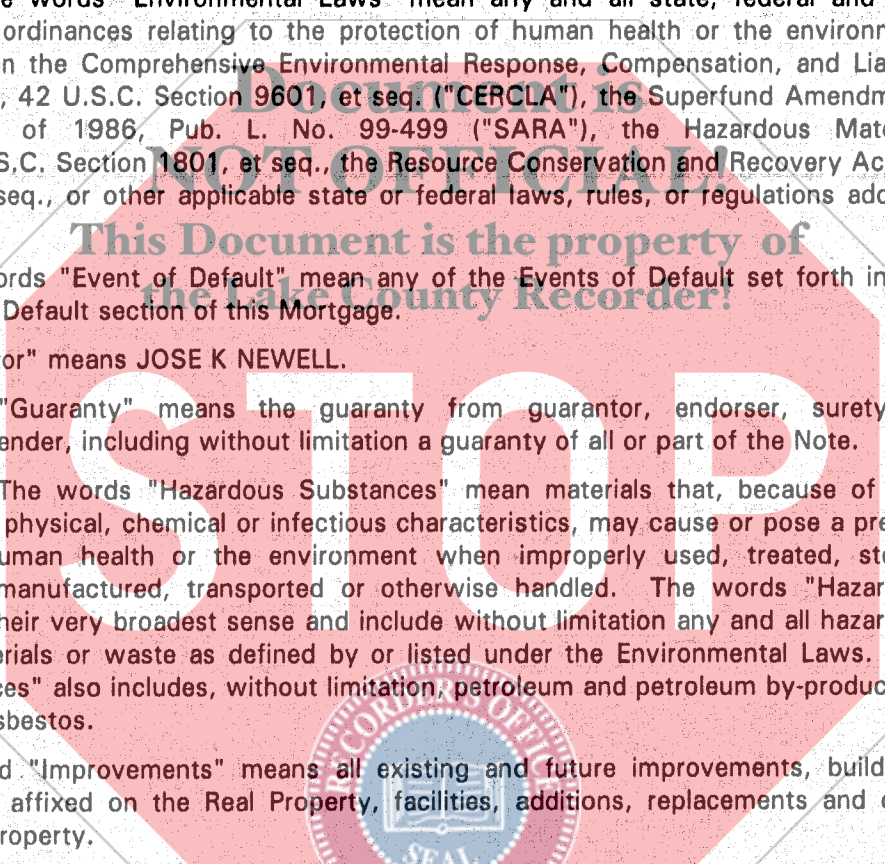 e words "Environmental Laws" mean any and all state, federal and
ordinances relating to the protection of human health or the environm
n the Comprehensive Environmental Response, Compensation, and Lia
, 42 U.S.C. Section 9601, et seq. ("CERCLA"), the Superfund Amendm
of 1986, Pub. L. No. 99-499 ("SARA"), the Hazardous Mate
S.C. Section 1801, et seq., the Resource Conservation and Recovery Ac
seq., or other applicable state or federal laws, rules, or regulations ado
Document is
NOT OFFICIAL!
This Document is the property of
the Lake County Recorder!
ords "Event of Default" mean any of the Events of Default set forth in
Default section of this Mortgage.
or" means JOSE K NEWELL.
"Guaranty" means the guaranty from guarantor, endorser, surety
ender, including without limitation a guaranty of all or part of the Note.
STOP
The words "Hazardous Substances" mean materials that, because of
physical, chemical or infectious characteristics, may cause or pose a pre
uman health or the environment when improperly used, treated, sto
manufactured, transported or otherwise handled. The words "Hazar
heir very broadest sense and include without limitation any and all hazar
erials or waste as defined by or listed under the Environmental Laws.
ces" also includes, without limitation, petroleum and petroleum by-produc
sbestos.
d "Improvements" means all existing and future improvements, build
affixed on the Real Property, facilities, additions, replacements and
roperty.
RECORDER'S OFFICE
SEAL